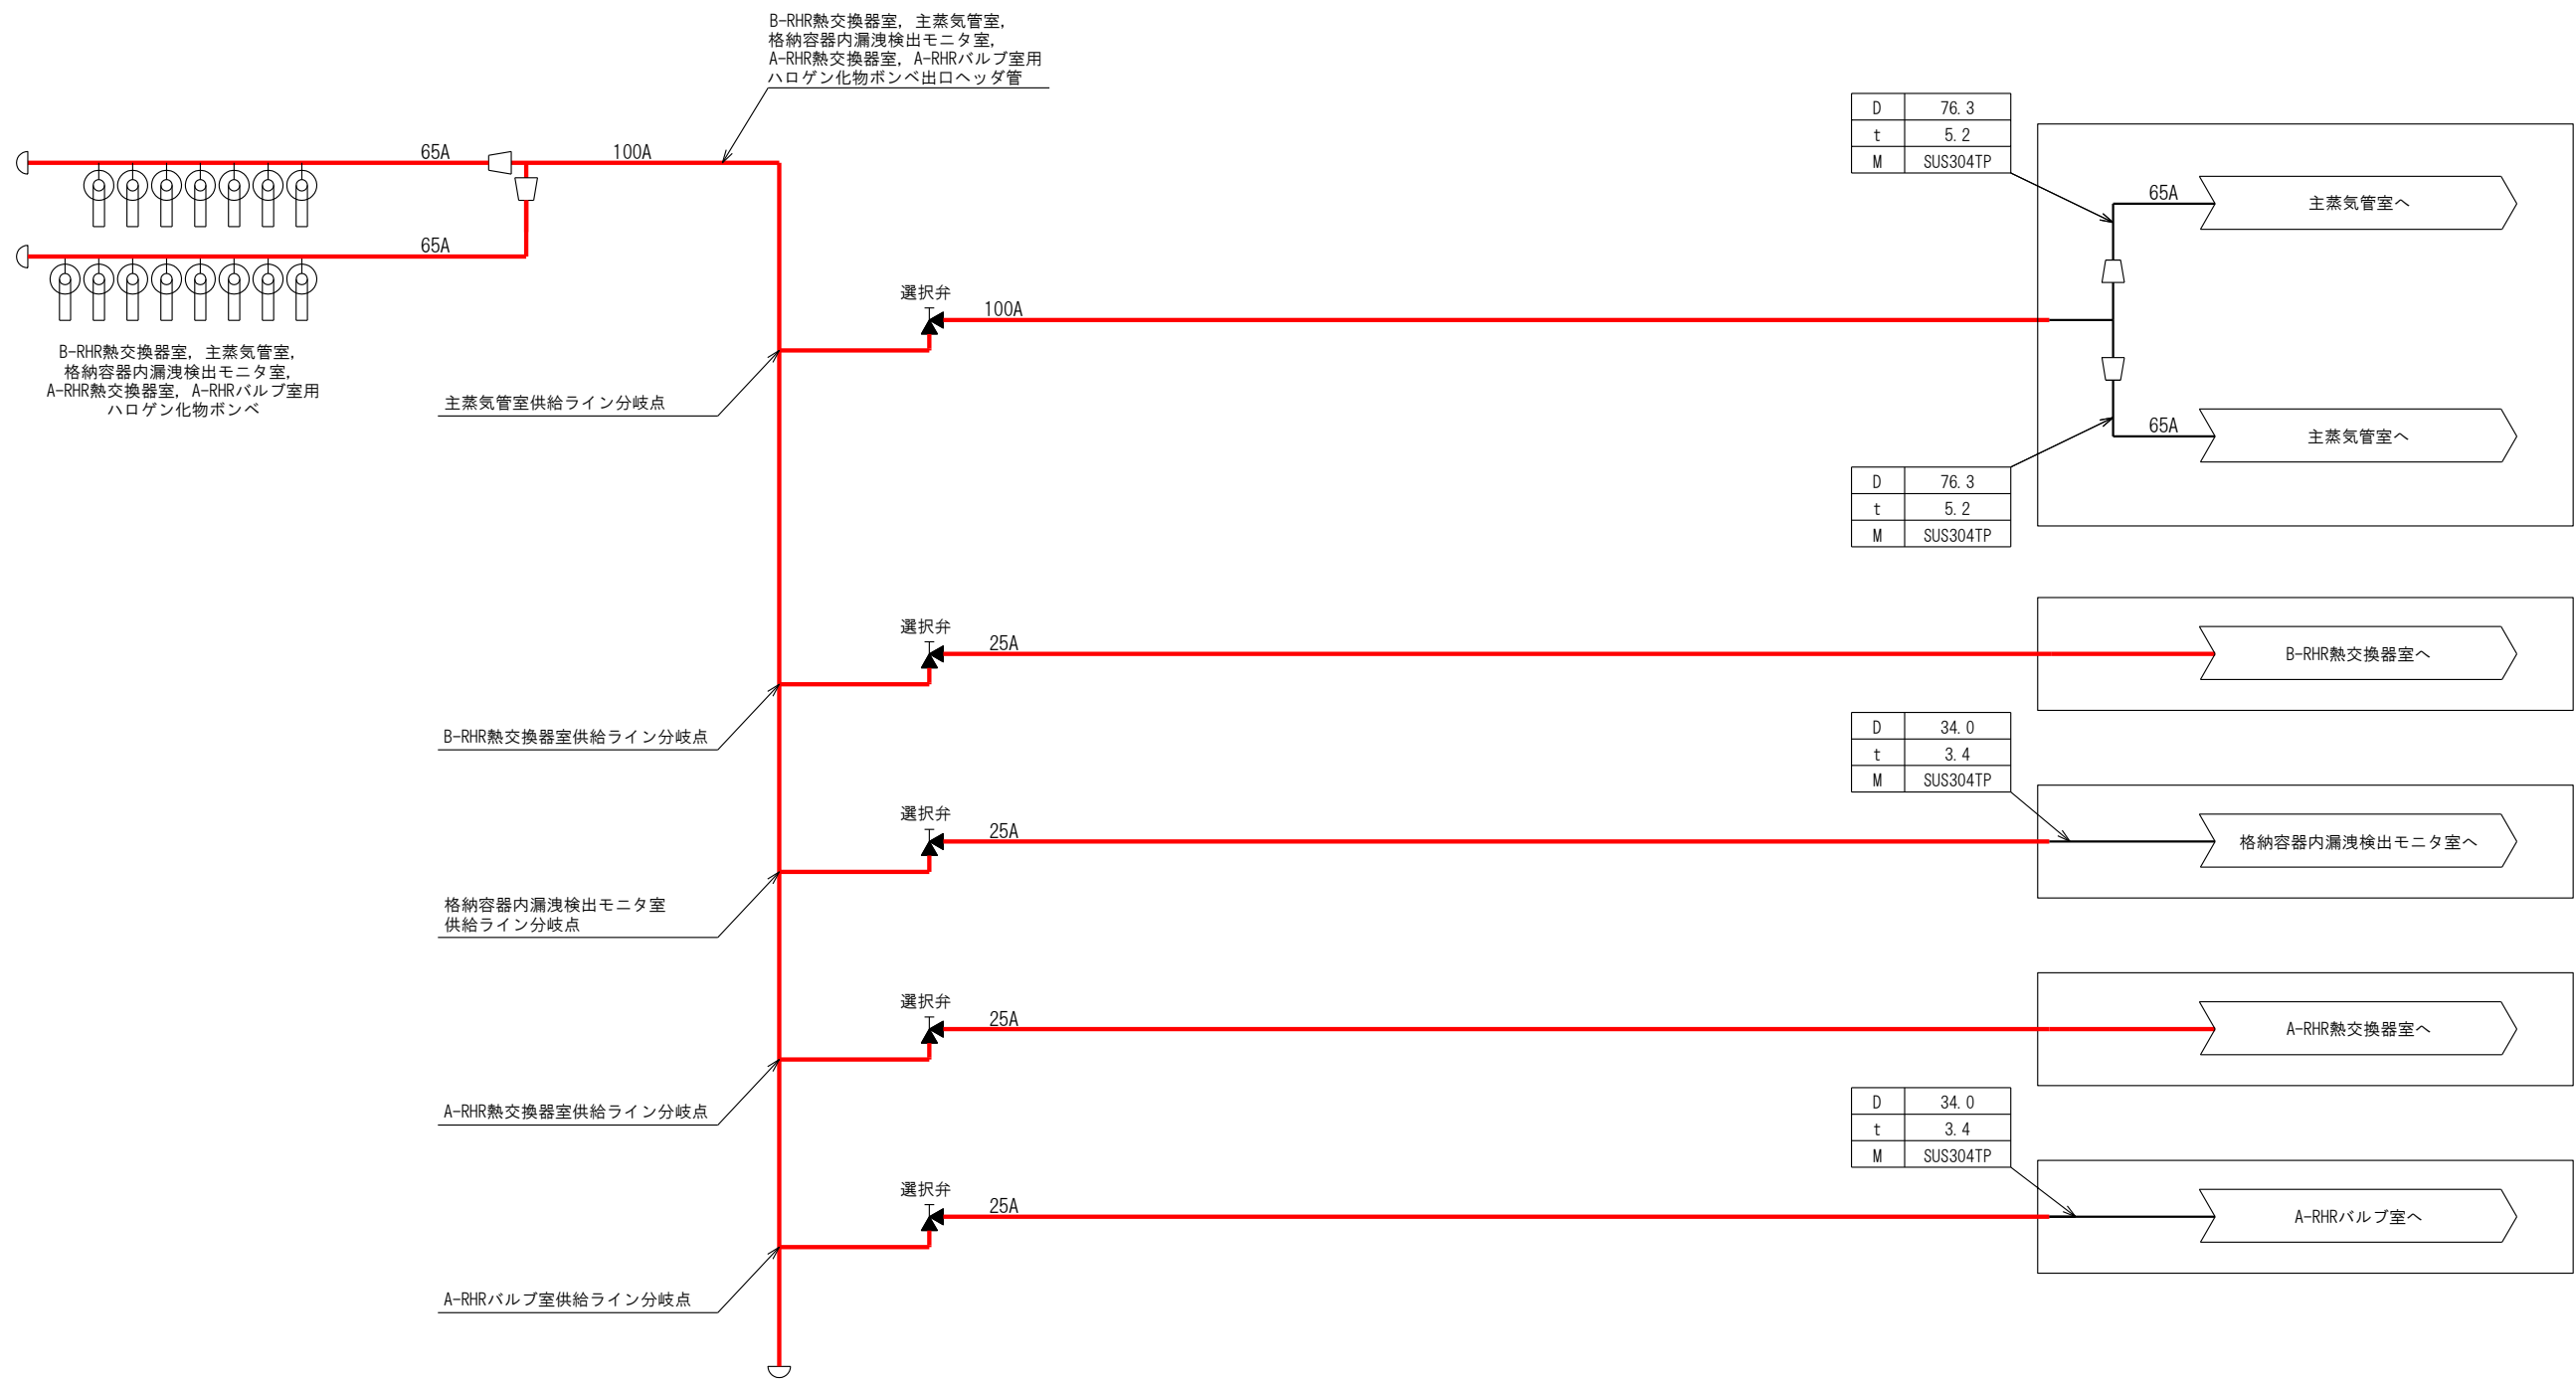 B-RHR熱交換器室, 主蒸気管室,
格納容器内漏洩検出モニタ室,
A-RHR熱交換器室, A-RHRバルブ室用
ハロゲン化物ボンベ出口ヘッダ管
65A
100A
65A
B-RHR熱交換器室, 主蒸気管室,
格納容器内漏洩検出モニタ室,
A-RHR熱交換器室, A-RHRバルブ室用
ハロゲン化物ボンベ
D 76.3
t 5.2
M SUS304TP
65A
主蒸気管室へ
選択弁
100A
主蒸気管室供給ライン分岐点
65A
主蒸気管室へ
D 76.3
t 5.2
M SUS304TP
選択弁
25A
B-RHR熱交換器室へ
B-RHR熱交換器室供給ライン分岐点
D 34.0
t 3.4
M SUS304TP
選択弁
25A
格納容器内漏洩検出モニタ室へ
格納容器内漏洩検出モニタ室
供給ライン分岐点
選択弁
25A
A-RHR熱交換器室へ
A-RHR熱交換器室供給ライン分岐点
D 34.0
t 3.4
M SUS304TP
選択弁
25A
A-RHRバルブ室へ
A-RHRバルブ室供給ライン分岐点